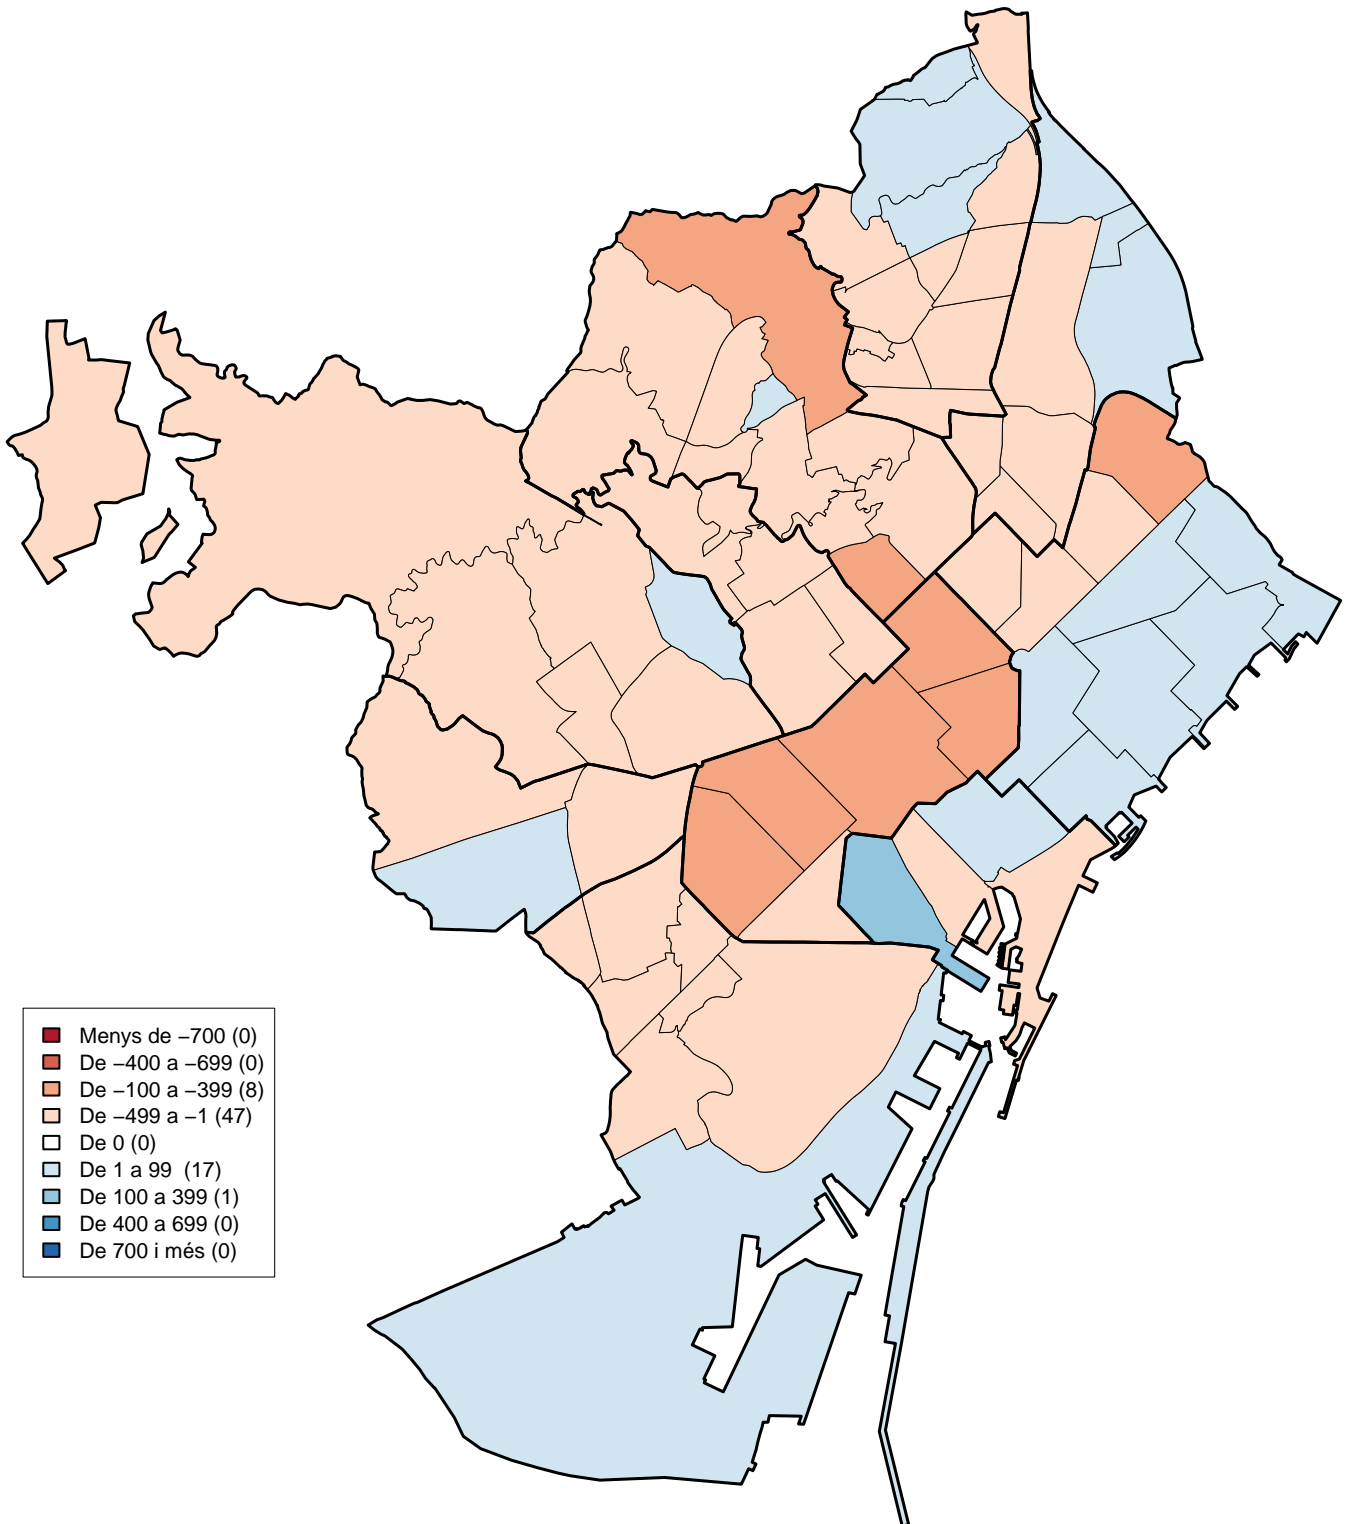 Menys de −700 (0)
De −400 a −699 (0)
De −100 a −399 (8)
De −499 a −1 (47)
De 0 (0)
De 1 a 99 (17)
De 100 a 399 (1)
De 400 a 699 (0)
De 700 i més (0)